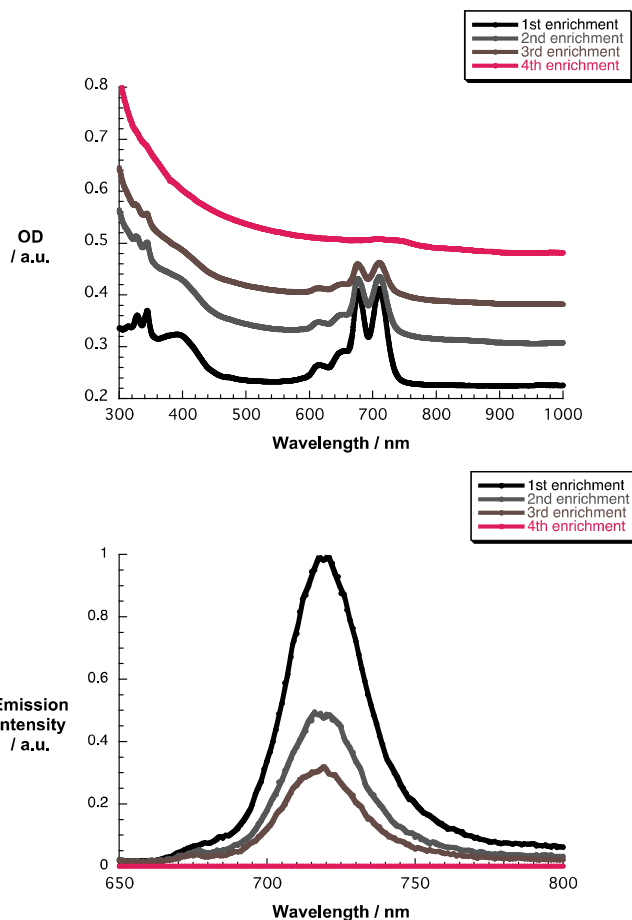 1st enrichment
2nd enrichment
3rd enrichment
4th enrichment
0.8
0.7
0.6
0.5
0.4
0.3
0.2
OD
/ a.u.
300 400 500 600 700 800 900 1000
Wavelength / nm
1st enrichment
2nd enrichment
3rd enrichment
4th enrichment
1
0.8
0.6
0.4
0.2
0
Emission
Intensity
/ a.u.
650 700 750 800
Wavelength / nm